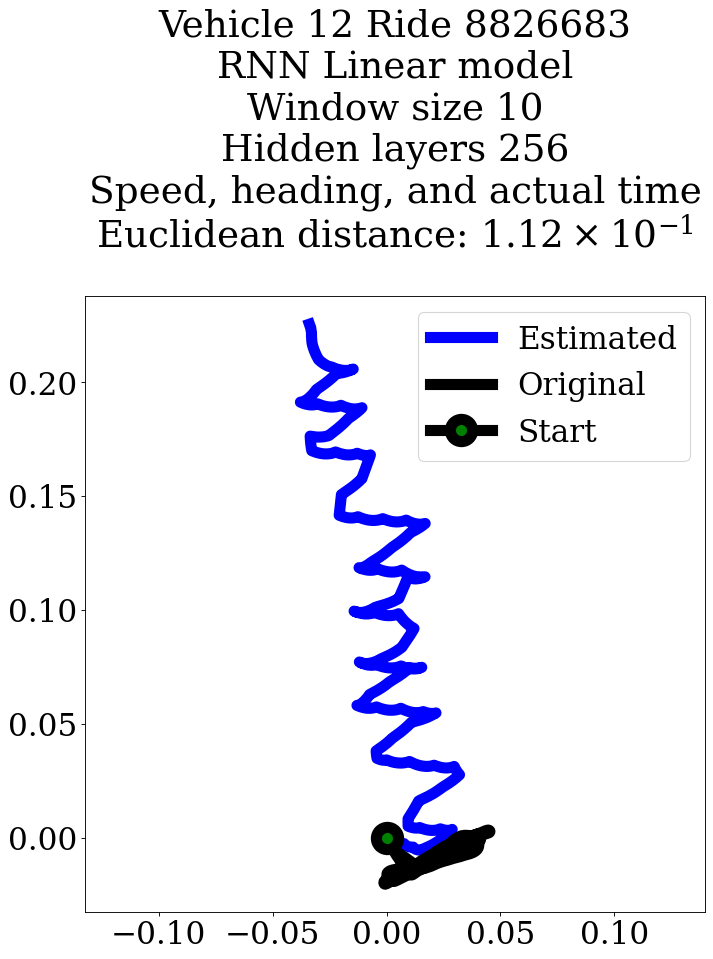 Vehicle 12 Ride 8826683
RNN Linear model
Window size 10
Hidden layers 256
Speed, heading, and actual time
Euclidean distance: 1.12 × 10⁻¹
Estimated
Original
Start
0.20
0.15
0.10
0.05
0.00
−0.10 −0.05 0.00 0.05 0.10